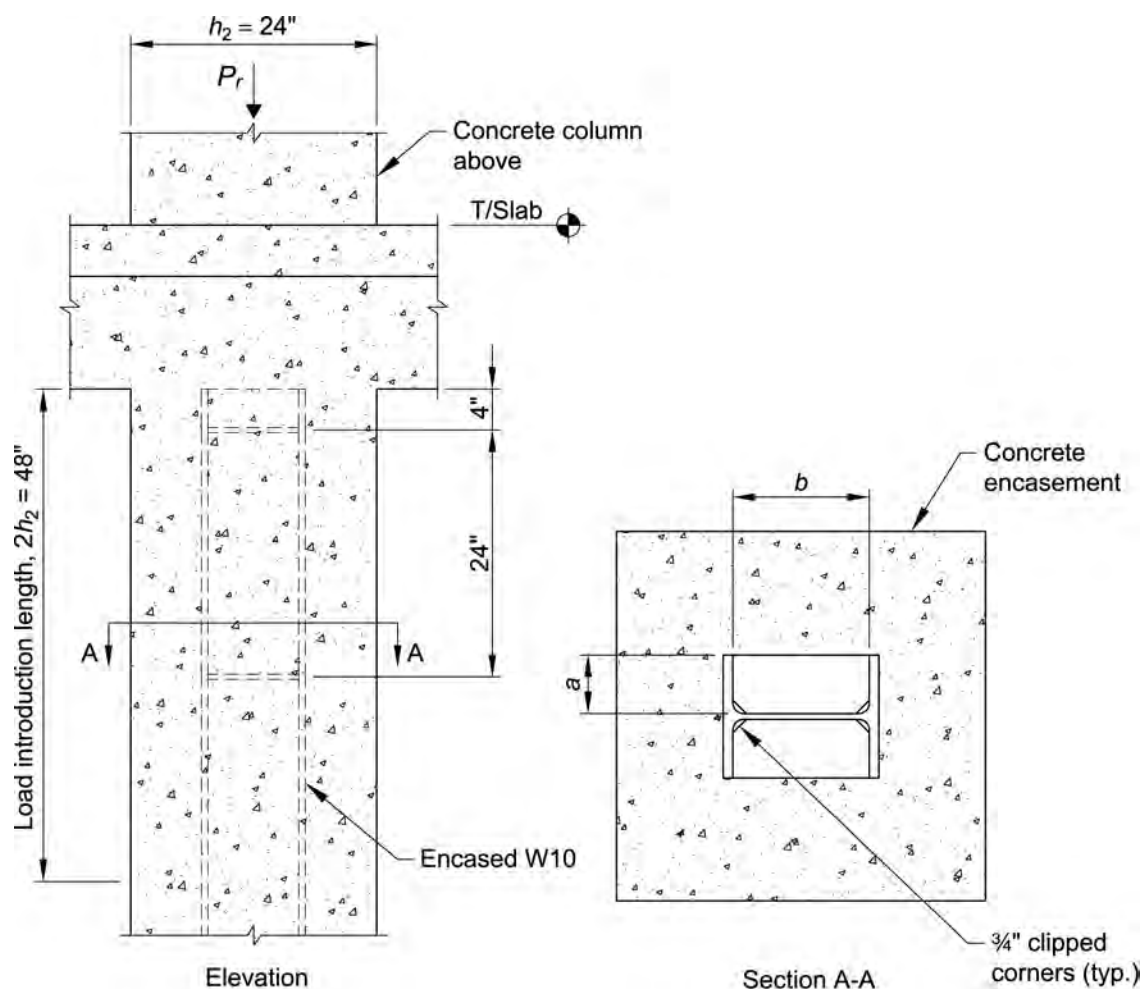 h₂ = 24"
Pᵣ
Concrete column
above
T/Slab
4"
24"
Load introduction length, 2h₂ = 48"
A
A
Encased W10
Elevation
Concrete
encasement
b
a
¾" clipped
corners (typ.)
Section A-A